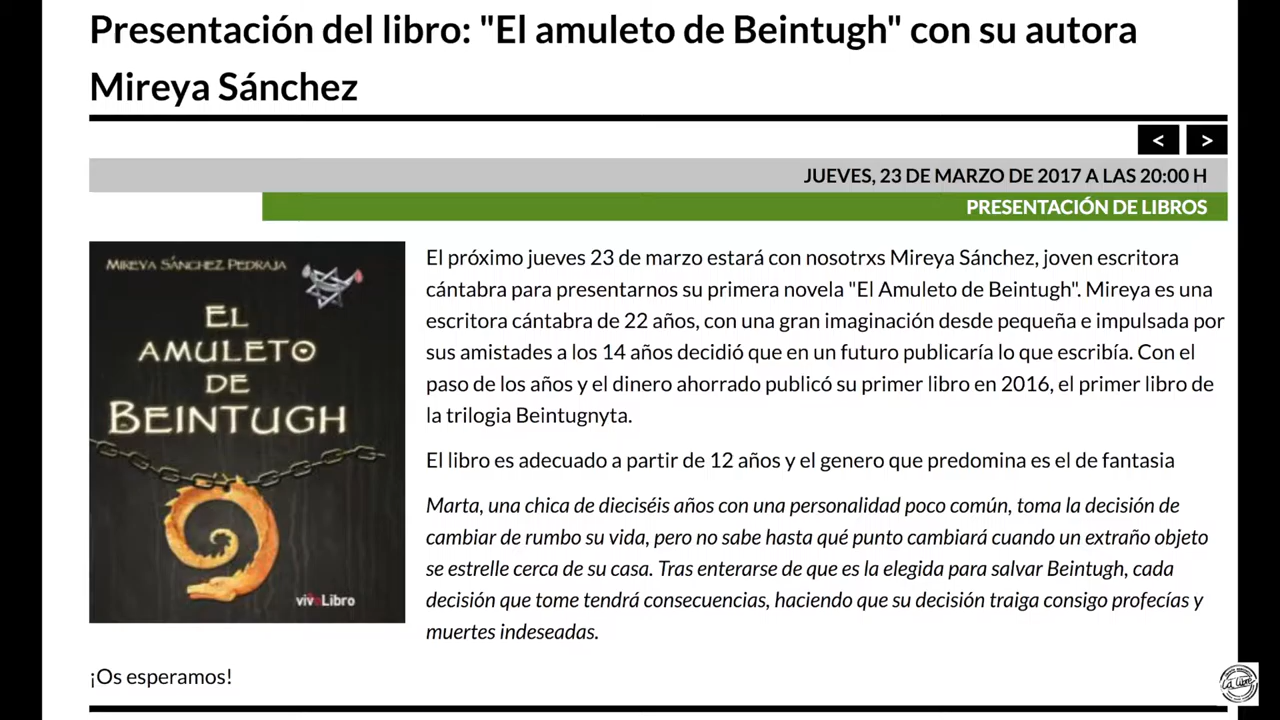 Presentación del libro: "El amuleto de Beintugh" con su autora
Mireya Sánchez
< >
JUEVES, 23 DE MARZO DE 2017 A LAS 20:00 H
PRESENTACIÓN DE LIBROS
MIREYA SÁNCHEZ PEDRAJA
EL
AMULETO
DE
BEINTUGH
vivoLibro
El próximo jueves 23 de marzo estará con nosotrxs Mireya Sánchez, joven escritora
cántabra para presentarnos su primera novela "El Amuleto de Beintugh". Mireya es una
escritora cántabra de 22 años, con una gran imaginación desde pequeña e impulsada por
sus amistades a los 14 años decidió que en un futuro publicaría lo que escribía. Con el
paso de los años y el dinero ahorrado publicó su primer libro en 2016, el primer libro de
la trilogia Beintugnyta.
El libro es adecuado a partir de 12 años y el genero que predomina es el de fantasia
Marta, una chica de dieciséis años con una personalidad poco común, toma la decisión de
cambiar de rumbo su vida, pero no sabe hasta qué punto cambiará cuando un extraño objeto
se estrelle cerca de su casa. Tras enterarse de que es la elegida para salvar Beintugh, cada
decisión que tome tendrá consecuencias, haciendo que su decisión traiga consigo profecías y
muertes indeseadas.
¡Os esperamos!
La Libre